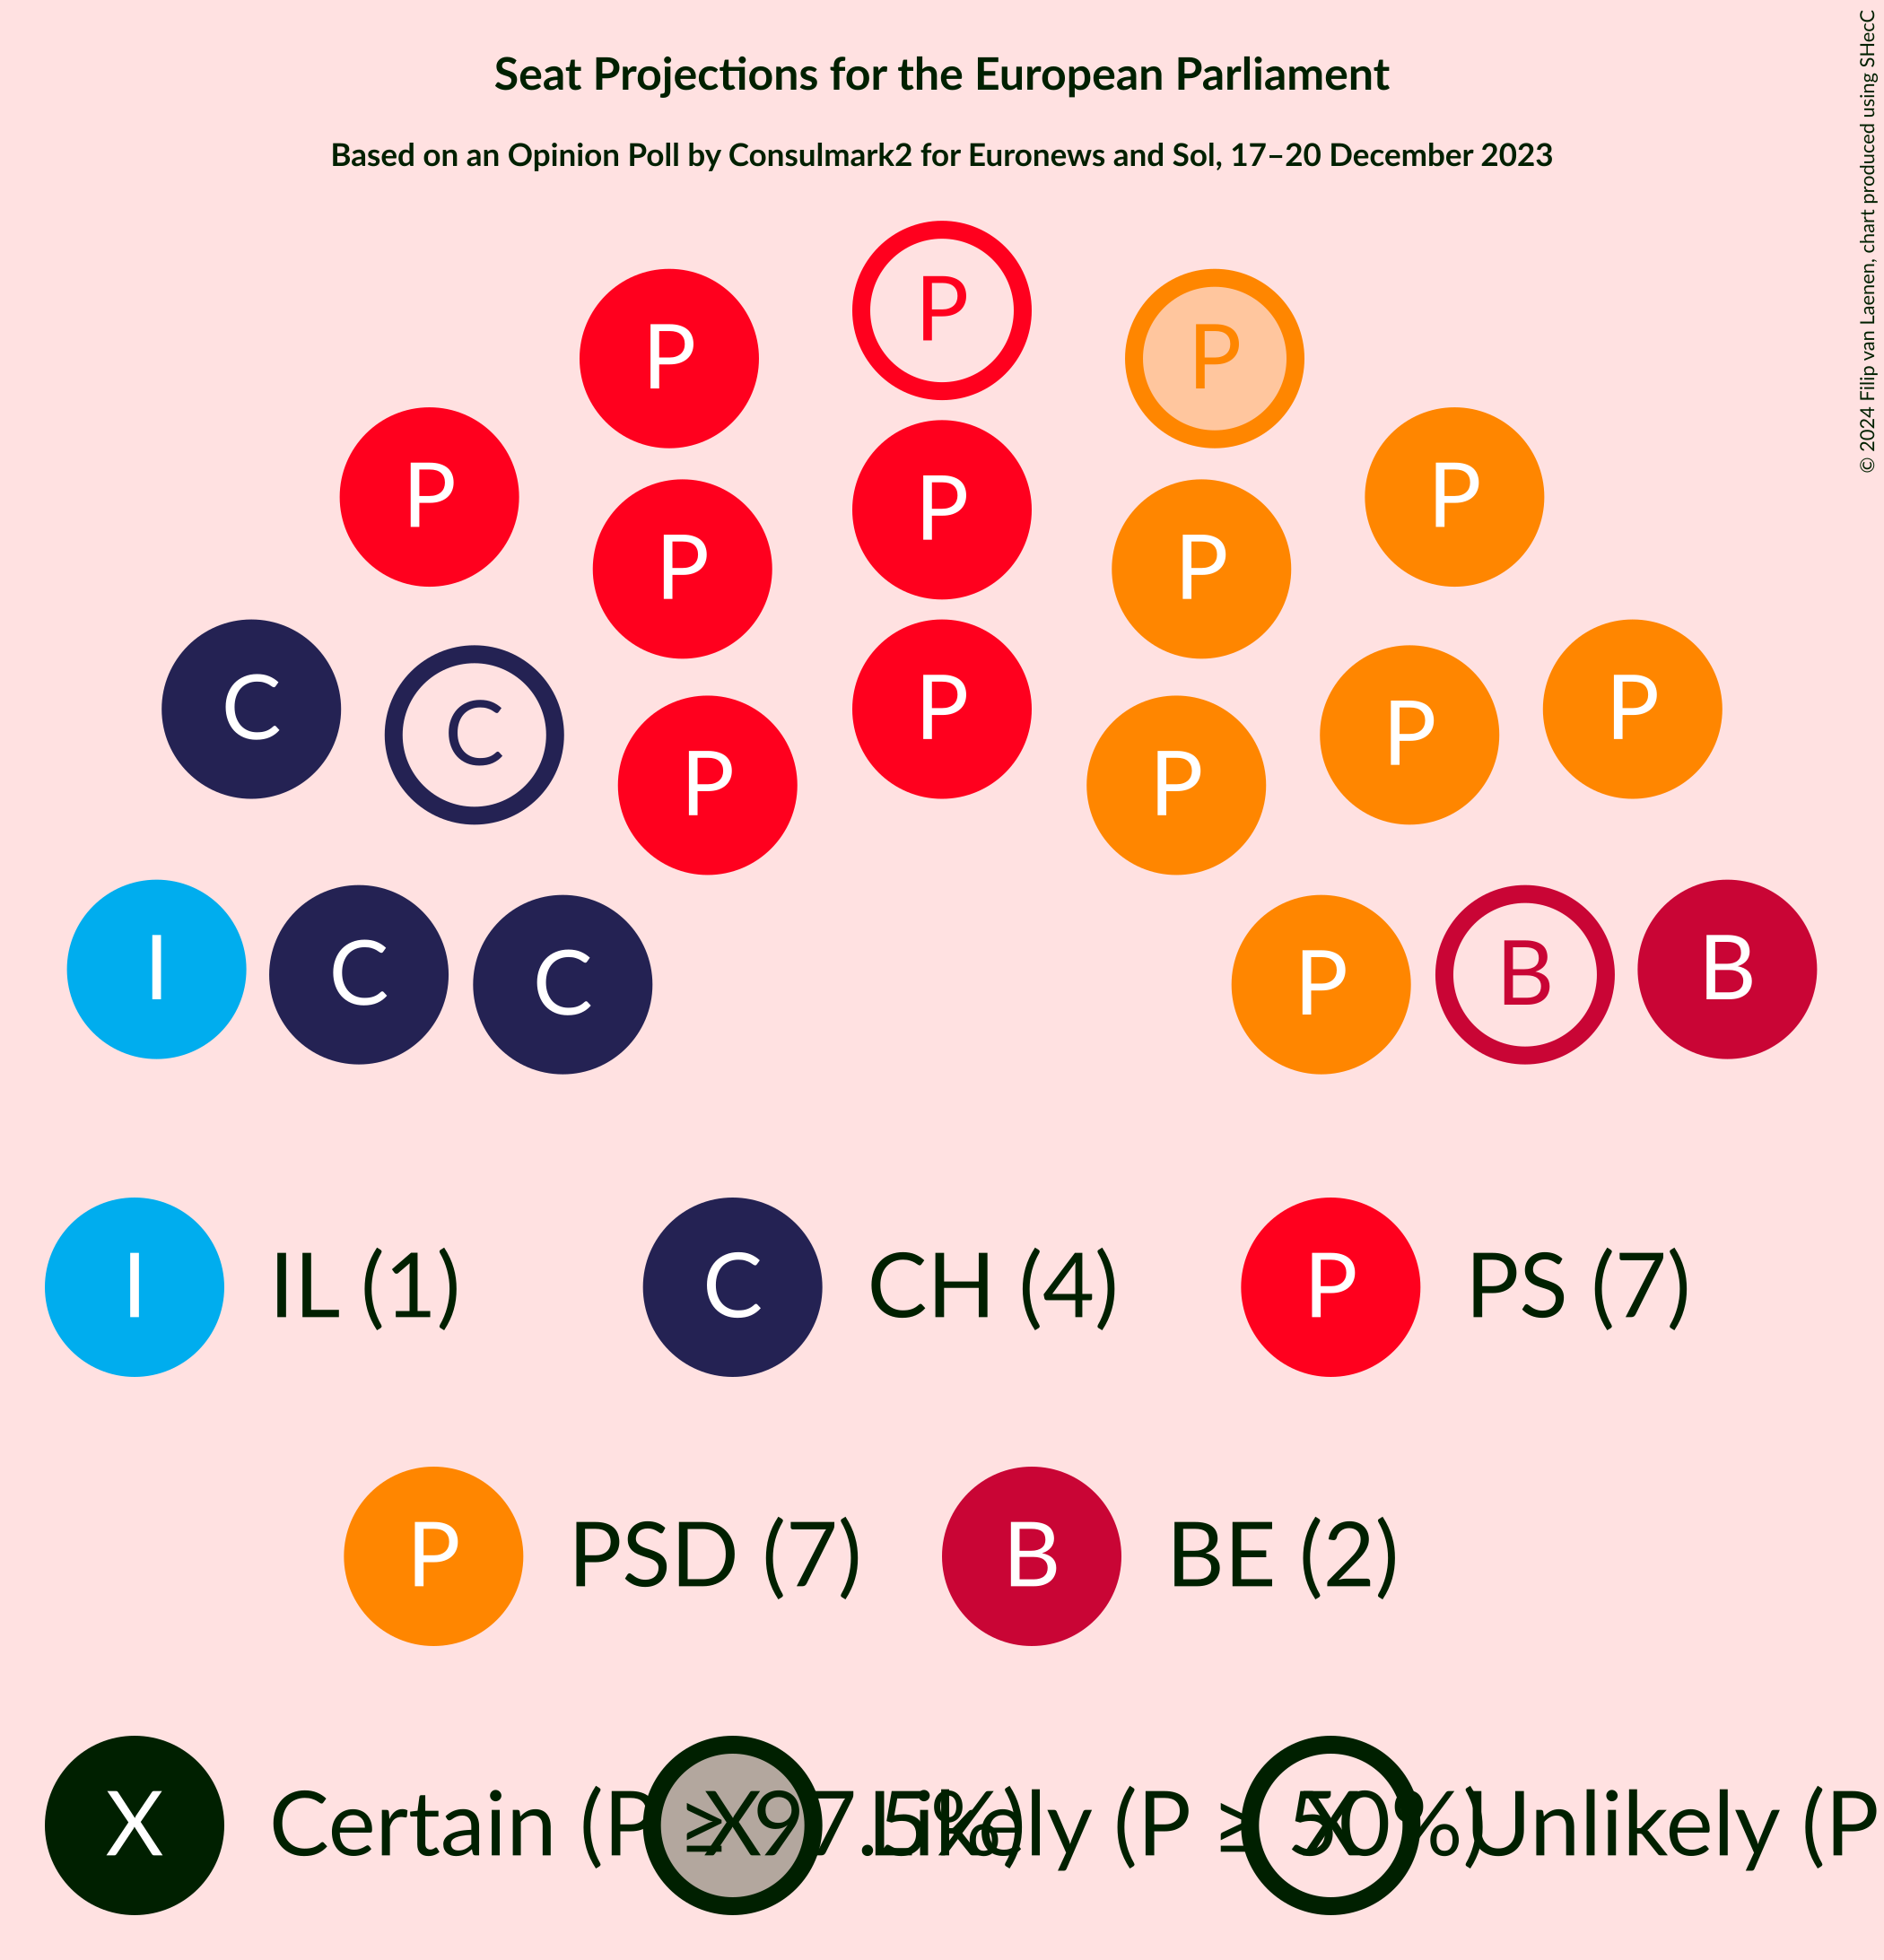 Seat Projections for the European Parliament
Based on an Opinion Poll by Consulmark2 for Euronews and Sol, 17–20 December 2023
© 2024 Filip van Laenen, chart produced using SHecC
P
P P
P P
P
P P
C P P
C P
P P
I C C
P B B
I IL (1) C CH (4) P PS (7)
P PSD (7) B BE (2)
X Certain (P ≥ 97.5%) X Likely (P ≥ 50%) X Unlikely (P